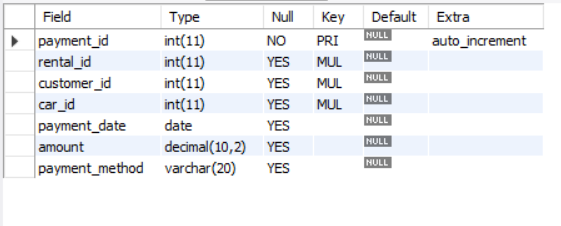 Field Type Null Key Default Extra
payment_id int(11) NO PRI NULL auto_increment
rental_id int(11) YES MUL NULL
customer_id int(11) YES MUL NULL
car_id int(11) YES MUL NULL
payment_date date YES NULL
amount decimal(10,2) YES NULL
payment_method varchar(20) YES NULL